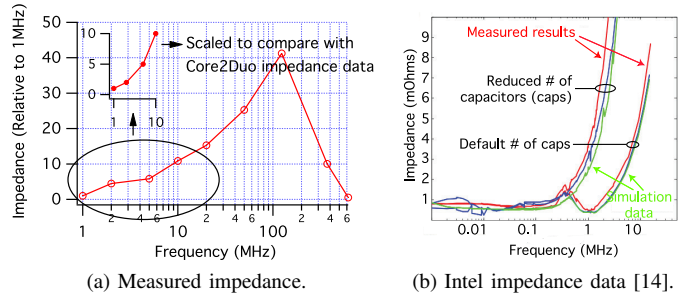 Impedance (Relative to 1MHz)
50
40
30
20
10
0
10
5
0
1
10
Scaled to compare with
Core2Duo impedance data
1
2
4
6
10
2
4
6
100
2
4
6
Frequency (MHz)
(a) Measured impedance.
Impedance (mOhms)
9
8
7
6
5
4
3
2
1
Measured results
Reduced # of
capacitors (caps)
Default # of caps
simulation
data
0.01
0.1
1
10
Frequency (MHz)
(b) Intel impedance data [14].